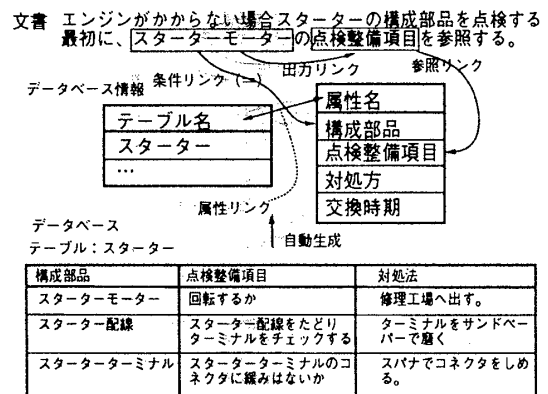 文書 エンジンがかからない場合スターターの構成部品を点検する
最初に、スターターモーターの点検整備項目を参照する。
条件リンク (=) 出力リンク 参照リンク
データベース情報
テーブル名
スターター
…
属性名
構成部品
点検整備項目
対処方
交換時期
属性リンク
自動生成
データベース
テーブル：スターター
構成部品 点検整備項目 対処法
スターターモーター 回転するか 修理工場へ出す。
スターター配線 スターター配線をたどり ターミナルをサンドペー
ターミナルをチェックする パーで磨く
スターターターミナル スターターターミナルのコ スパナでコネクタをしめ
ネクタに緩みはないか る。